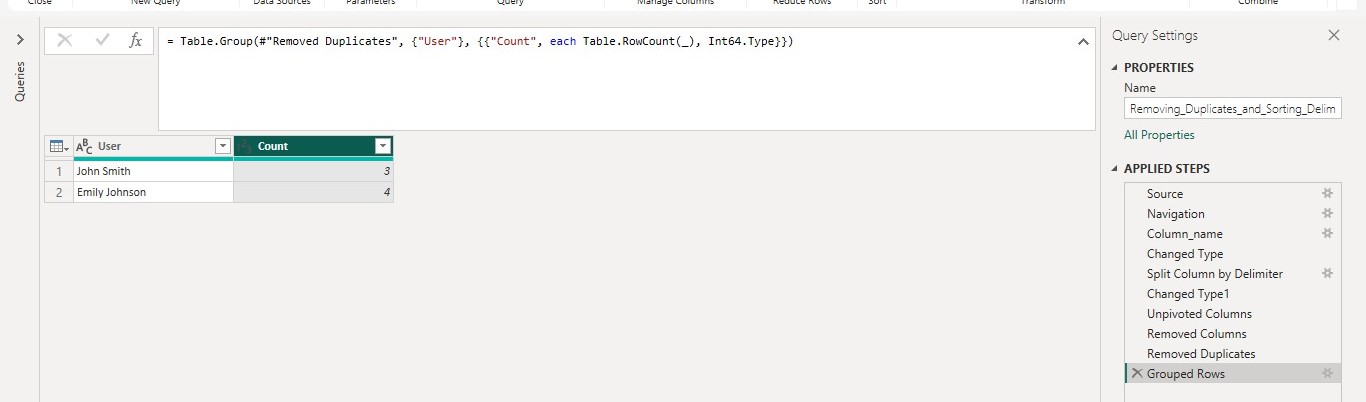 Close New Query Data Sources Parameters Query Manage Columns Reduce Rows Sort Transform Combine
Queries
fx = Table.Group(#"Removed Duplicates", {"User"}, {{"Count", each Table.RowCount(_), Int64.Type}})
ABC User Count
1 John Smith 3
2 Emily Johnson 4
Query Settings
PROPERTIES
Name
Removing_Duplicates_and_Sorting_Delim
All Properties
APPLIED STEPS
Source
Navigation
Column_name
Changed Type
Split Column by Delimiter
Changed Type1
Unpivoted Columns
Removed Columns
Removed Duplicates
Grouped Rows